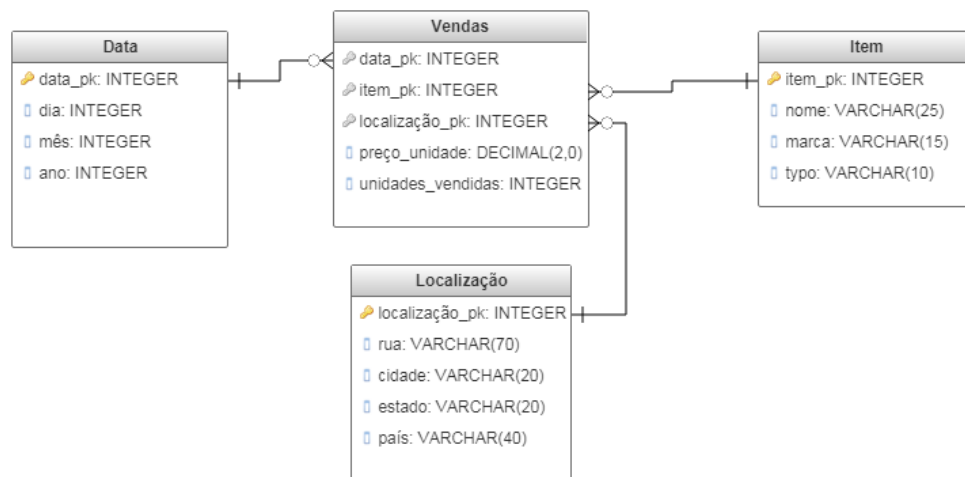 Data
data_pk: INTEGER
dia: INTEGER
mês: INTEGER
ano: INTEGER
Vendas
data_pk: INTEGER
item_pk: INTEGER
localização_pk: INTEGER
preço_unidade: DECIMAL(2,0)
unidades_vendidas: INTEGER
Item
item_pk: INTEGER
nome: VARCHAR(25)
marca: VARCHAR(15)
typo: VARCHAR(10)
Localização
localização_pk: INTEGER
rua: VARCHAR(70)
cidade: VARCHAR(20)
estado: VARCHAR(20)
país: VARCHAR(40)